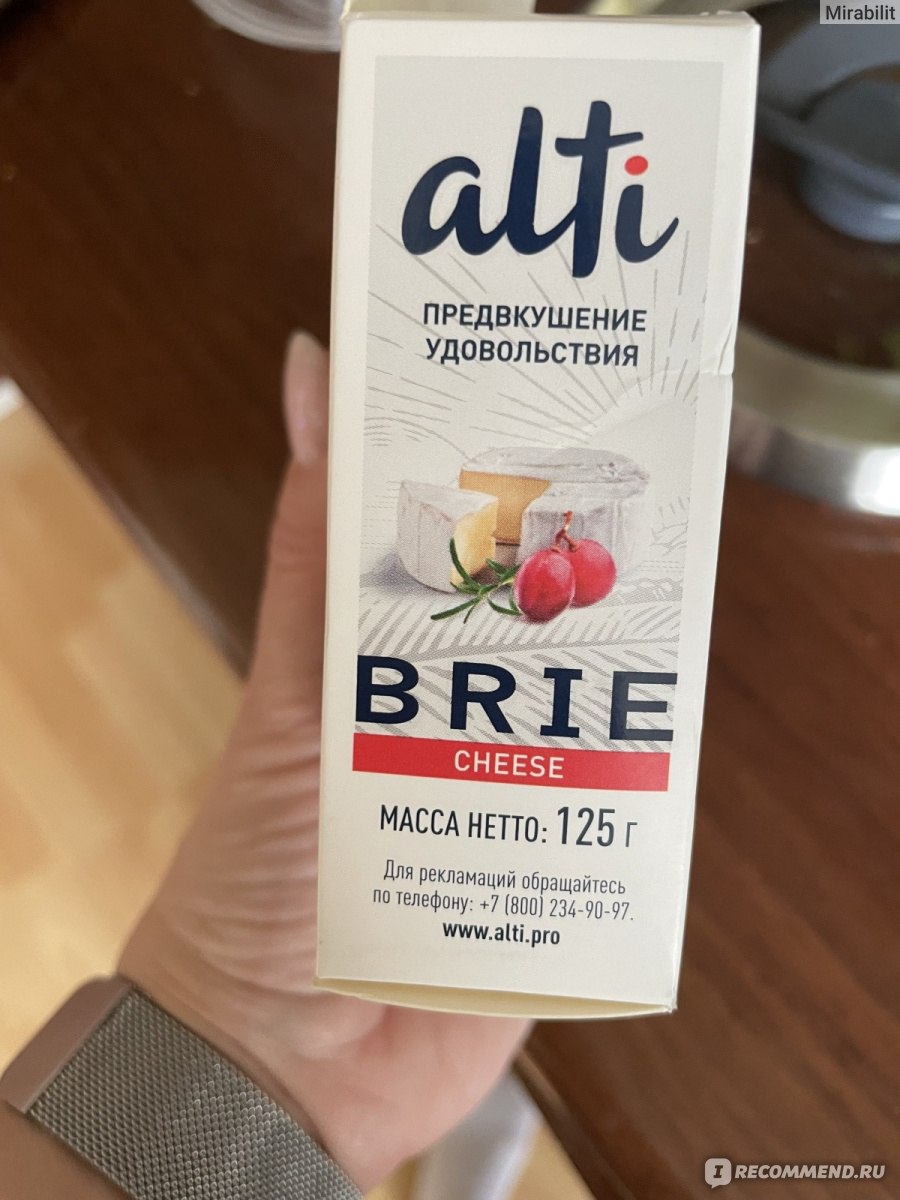 Mirabilit
alti
ПРЕДВКУШЕНИЕ
УДОВОЛЬСТВИЯ
BRIE
CHEESE
МАССА НЕТТО: 125 г
Для рекламаций обращайтесь
по телефону: +7 (800) 234-90-97.
www.alti.pro
IRECOMMEND.RU